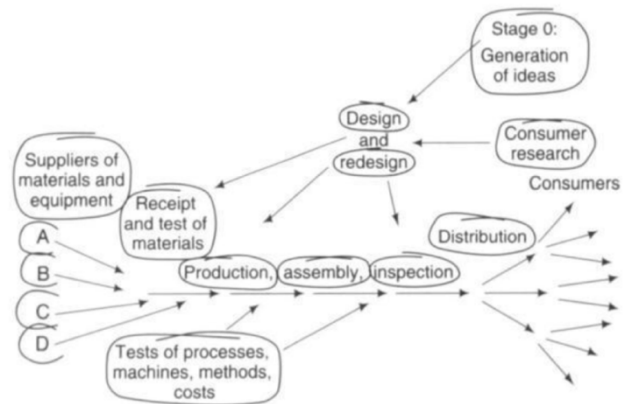 Stage 0:
Generation
of ideas
Design
and
redesign
Consumer
research
Consumers
Suppliers of
materials and
equipment
Receipt
and test of
materials
A
B
C
D
Distribution
Production, assembly, inspection
Tests of processes,
machines, methods,
costs